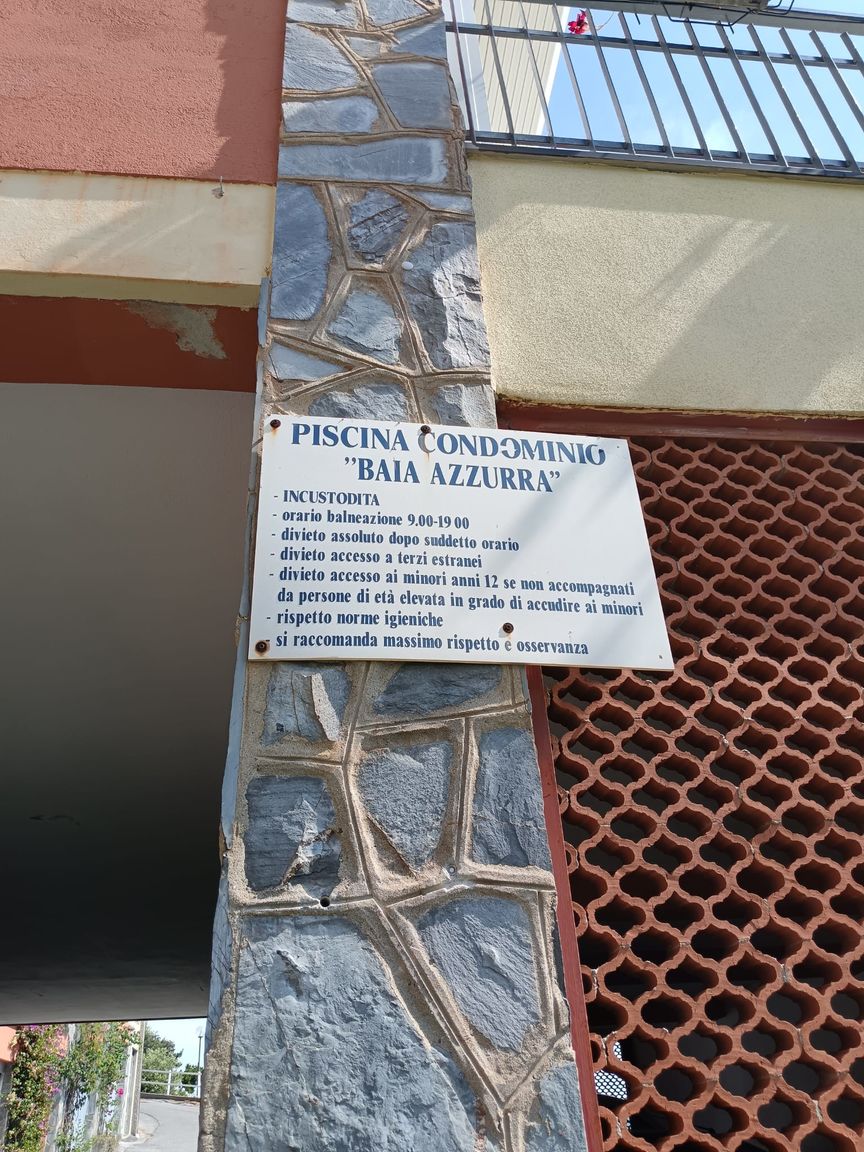 PISCINA CONDOMINIO
"BAIA AZZURRA"
- INCUSTODITA
- orario balneazione 9.00-19 00
- divieto assoluto dopo suddetto orario
- divieto accesso a terzi estranei
- divieto accesso ai minori anni 12 se non accompagnati
da persone di età elevata in grado di accudire ai minori
- rispetto norme igieniche
- si raccomanda massimo rispetto e osservanza